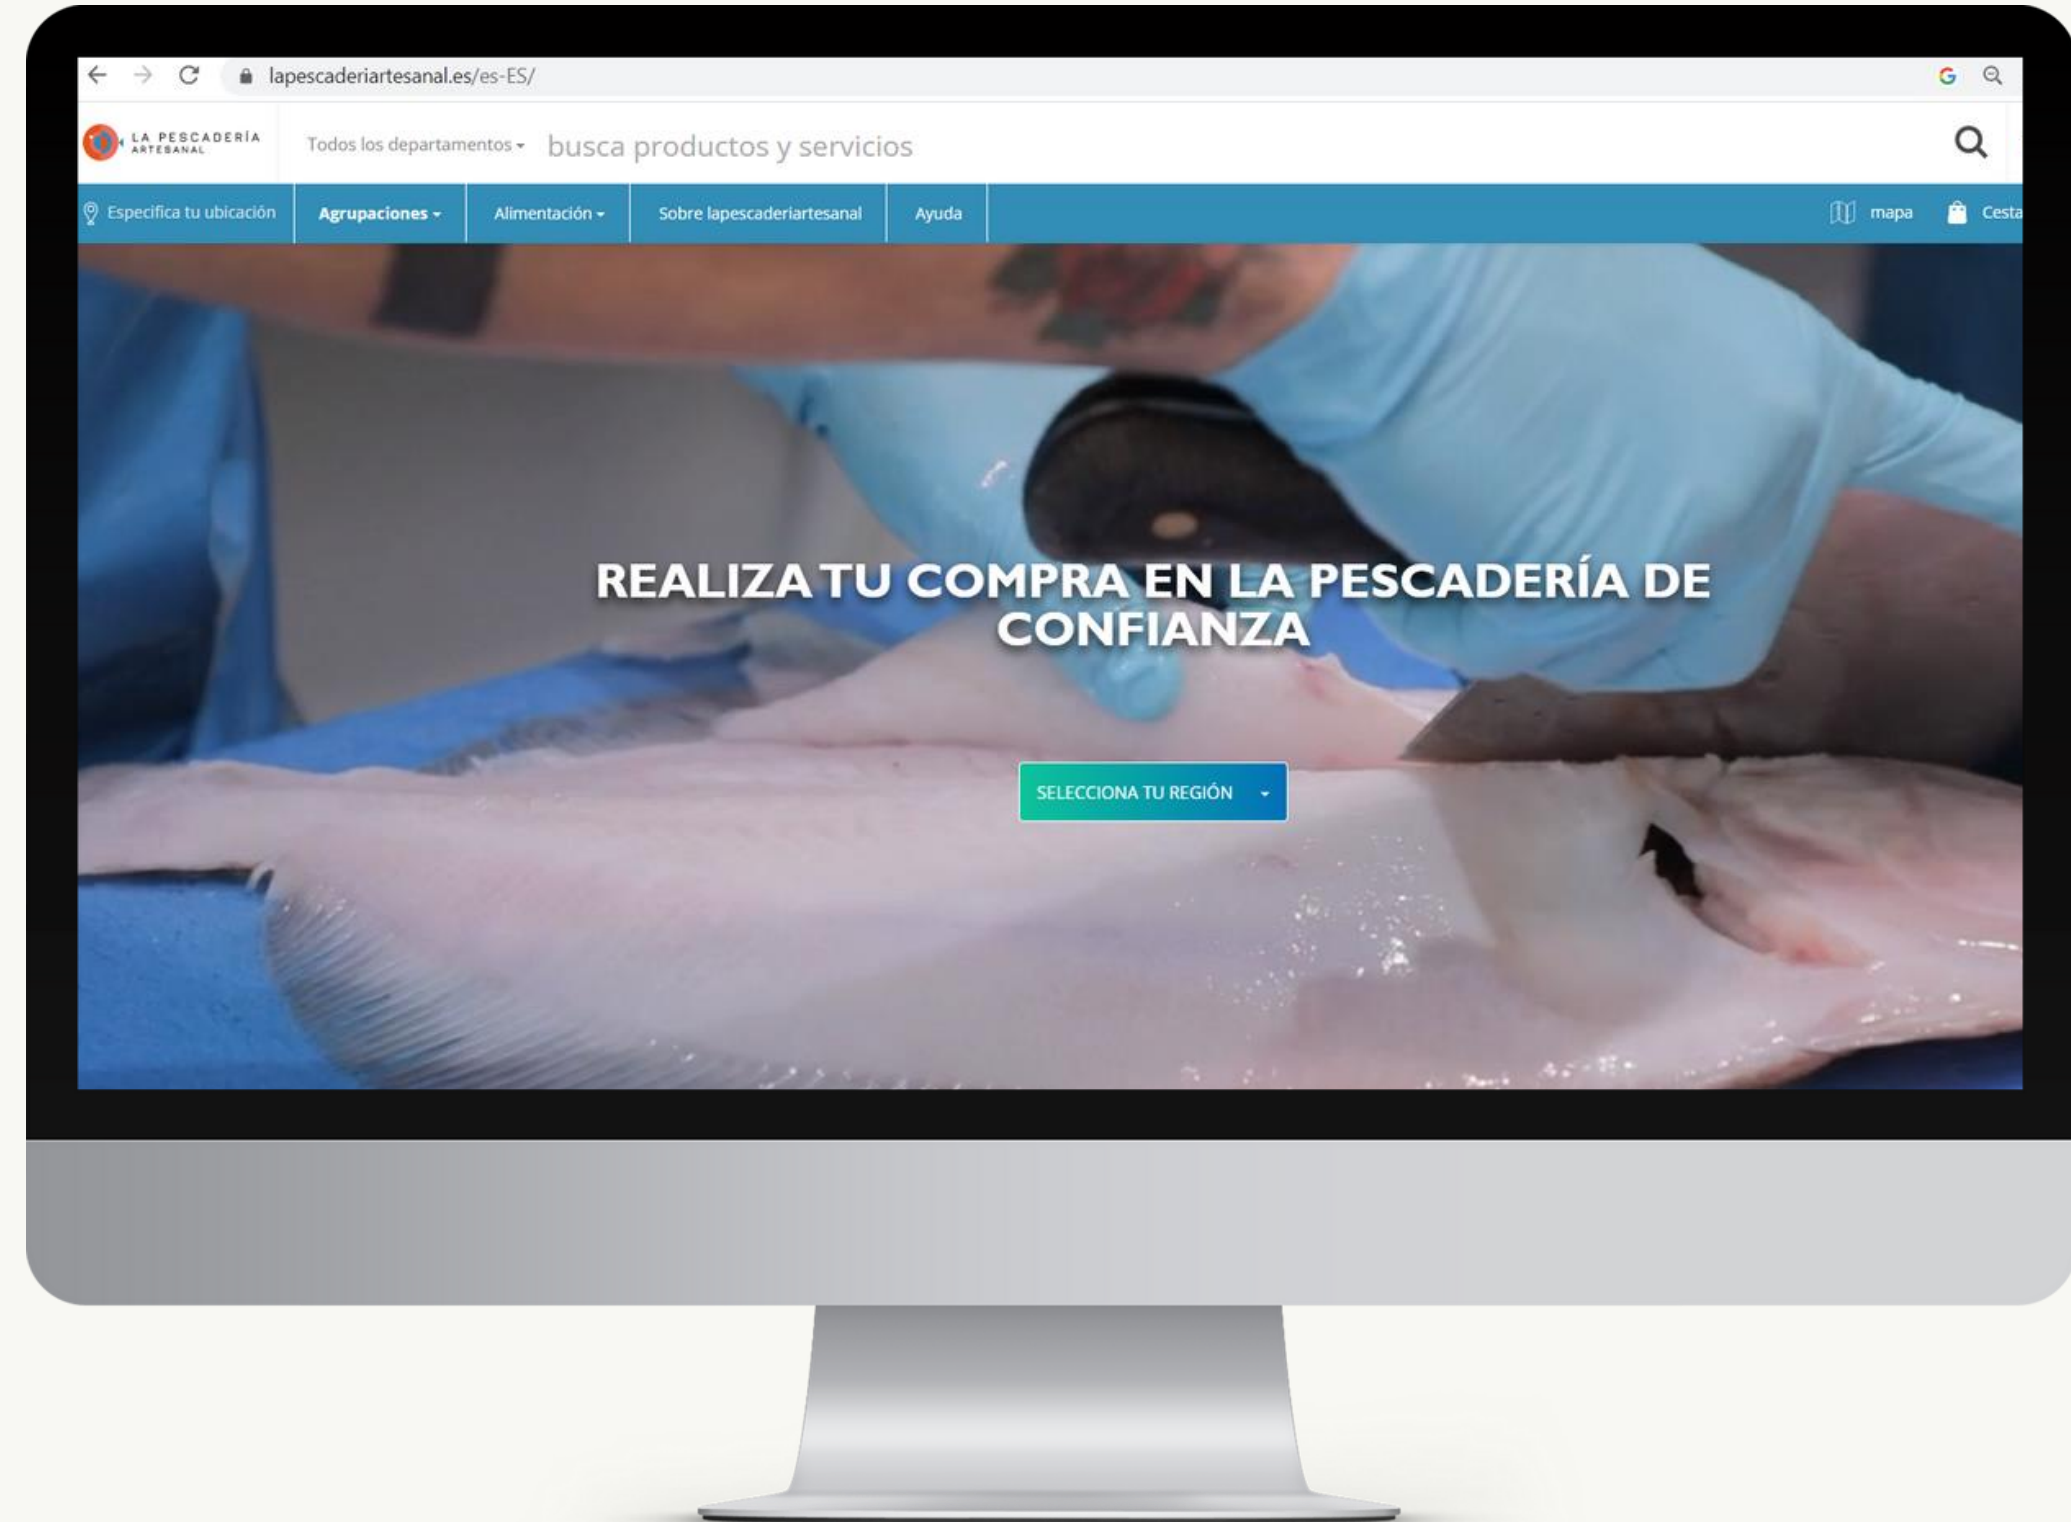 lapescaderiartesanal.es/es-ES/
LA PESCADERÍA
ARTESANAL
Todos los departamentos
busca productos y servicios
Especifica tu ubicación
Agrupaciones
Alimentación
Sobre lapescaderiartesanal
Ayuda
mapa
Cesta
REALIZA TU COMPRA EN LA PESCADERÍA DE
CONFIANZA
SELECCIONA TU REGIÓN